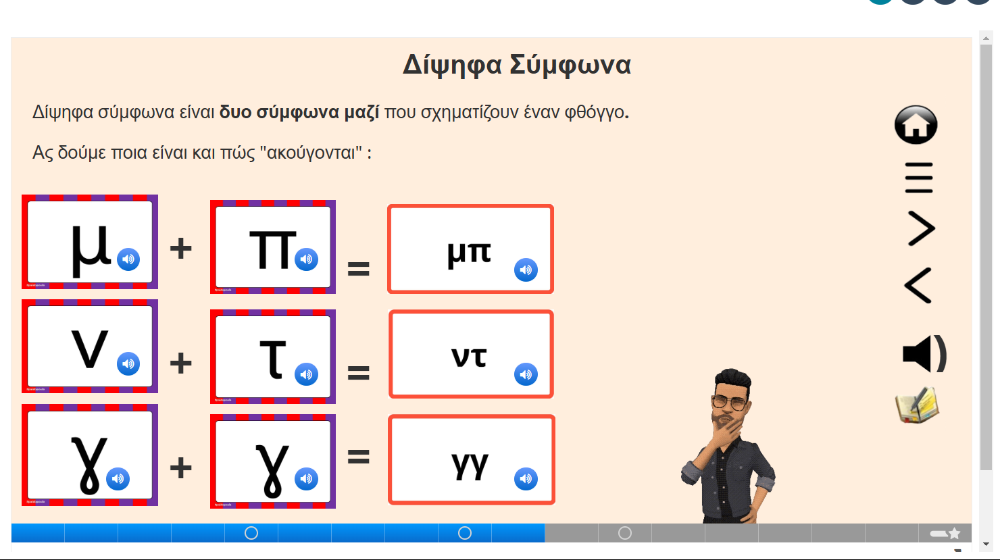 Δίψηφα Σύμφωνα
Δίψηφα σύμφωνα είναι δυο σύμφωνα μαζί που σχηματίζουν έναν φθόγγο.
Ας δούμε ποια είναι και πώς "ακούγονται" :
μ + π = μπ
ν + τ = ντ
γ + γ = γγ